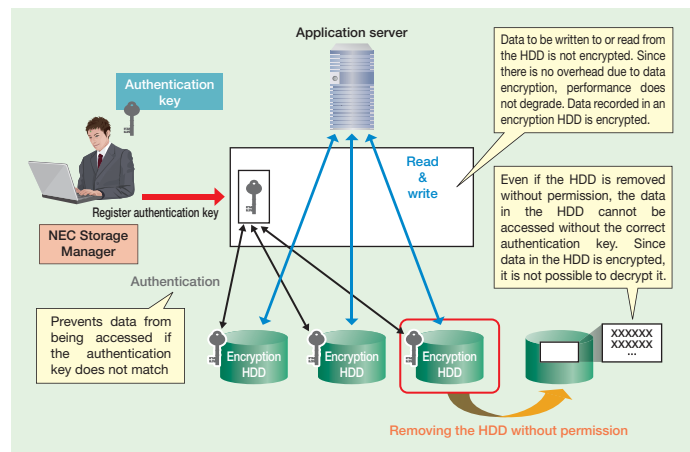 Application server
Data to be written to or read from
the HDD is not encrypted. Since
there is no overhead due to data
encryption, performance does
not degrade. Data recorded in an
encryption HDD is encrypted.
Authentication
key
Read
&
write
Even if the HDD is removed
without permission, the data
in the HDD cannot be
accessed without the correct
authentication key. Since
data in the HDD is encrypted,
it is not possible to decrypt it.
Register authentication key
NEC Storage
Manager
Authentication
Prevents data from
being accessed if
the authentication
key does not match
Encryption
HDD
Encryption
HDD
Encryption
HDD
XXXXXX
XXXXXX
...
Removing the HDD without permission